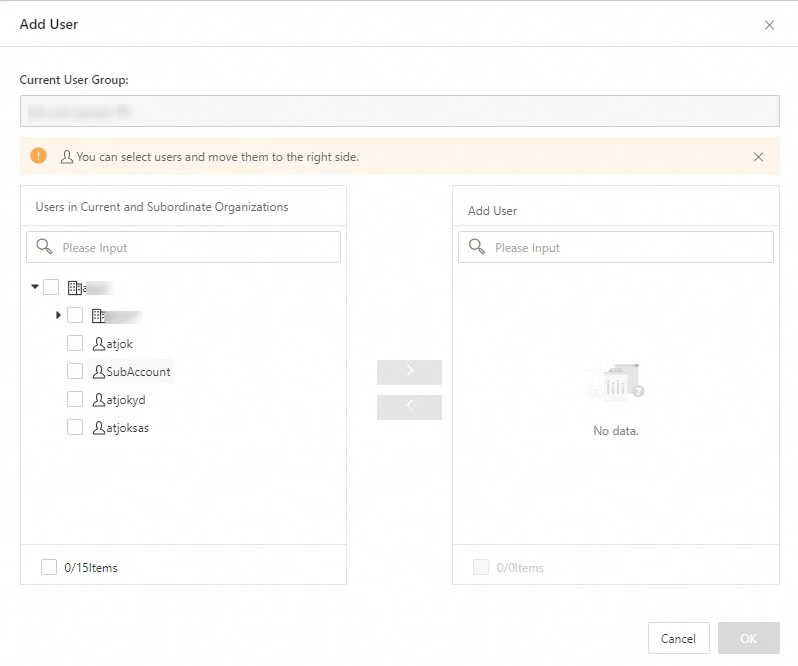 Add User
Current User Group:
You can select users and move them to the right side.
Users in Current and Subordinate Organizations
Please Input
atjok
SubAccount
atjokyd
atjoksas
0/15Items
Add User
Please Input
No data.
0/0Items
Cancel
OK